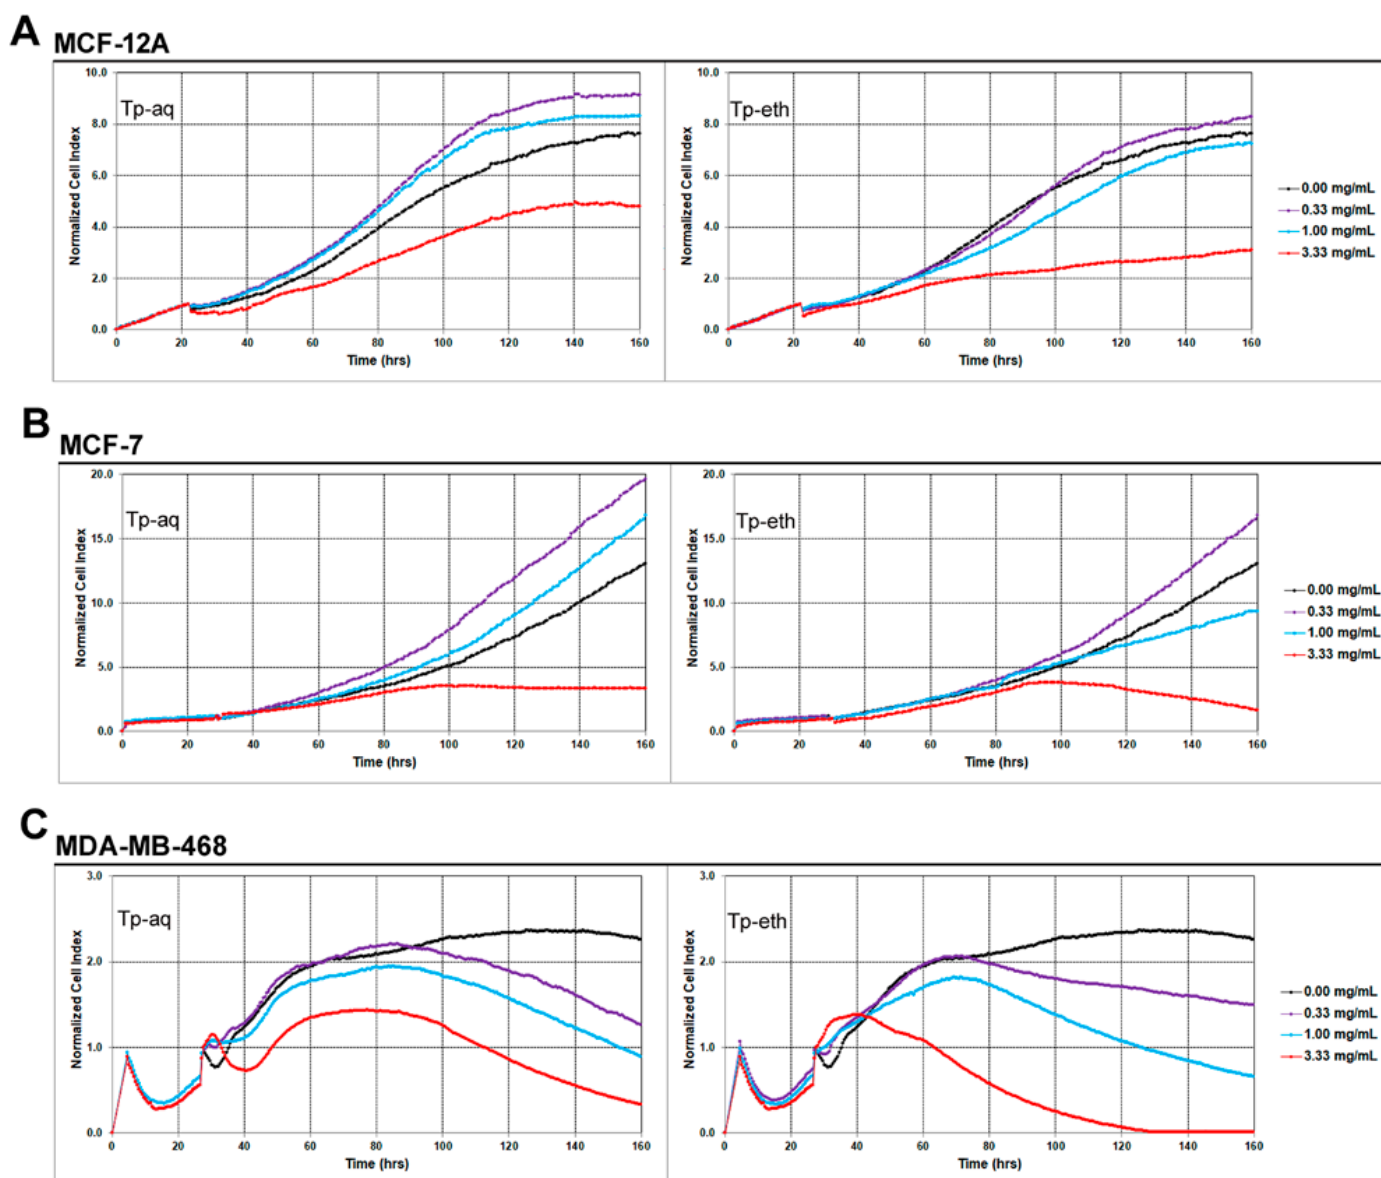 A
MCF-12A
Tp-aq
Normalized Cell Index
10.0
8.0
6.0
4.0
2.0
0.0
0 20 40 60 80 100 120 140 160
Time (hrs)
Tp-eth
Normalized Cell Index
10.0
8.0
6.0
4.0
2.0
0.0
0 20 40 60 80 100 120 140 160
Time (hrs)
0.00 mg/mL
0.33 mg/mL
1.00 mg/mL
3.33 mg/mL
B
MCF-7
Tp-aq
Normalized Cell Index
20.0
15.0
10.0
5.0
0.0
0 20 40 60 80 100 120 140 160
Time (hrs)
Tp-eth
Normalized Cell Index
20.0
15.0
10.0
5.0
0.0
0 20 40 60 80 100 120 140 160
Time (hrs)
0.00 mg/mL
0.33 mg/mL
1.00 mg/mL
3.33 mg/mL
C
MDA-MB-468
Tp-aq
Normalized Cell Index
3.0
2.0
1.0
0.0
0 20 40 60 80 100 120 140 160
Time (hrs)
Tp-eth
Normalized Cell Index
3.0
2.0
1.0
0.0
0 20 40 60 80 100 120 140 160
Time (hrs)
0.00 mg/mL
0.33 mg/mL
1.00 mg/mL
3.33 mg/mL